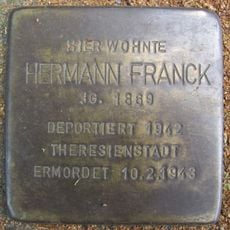 HIER WOHNTE
HERMANN FRANCK
JG. 1869
DEPORTIERT 1942
THERESIENSTADT
ERMORDET 10.2.1943